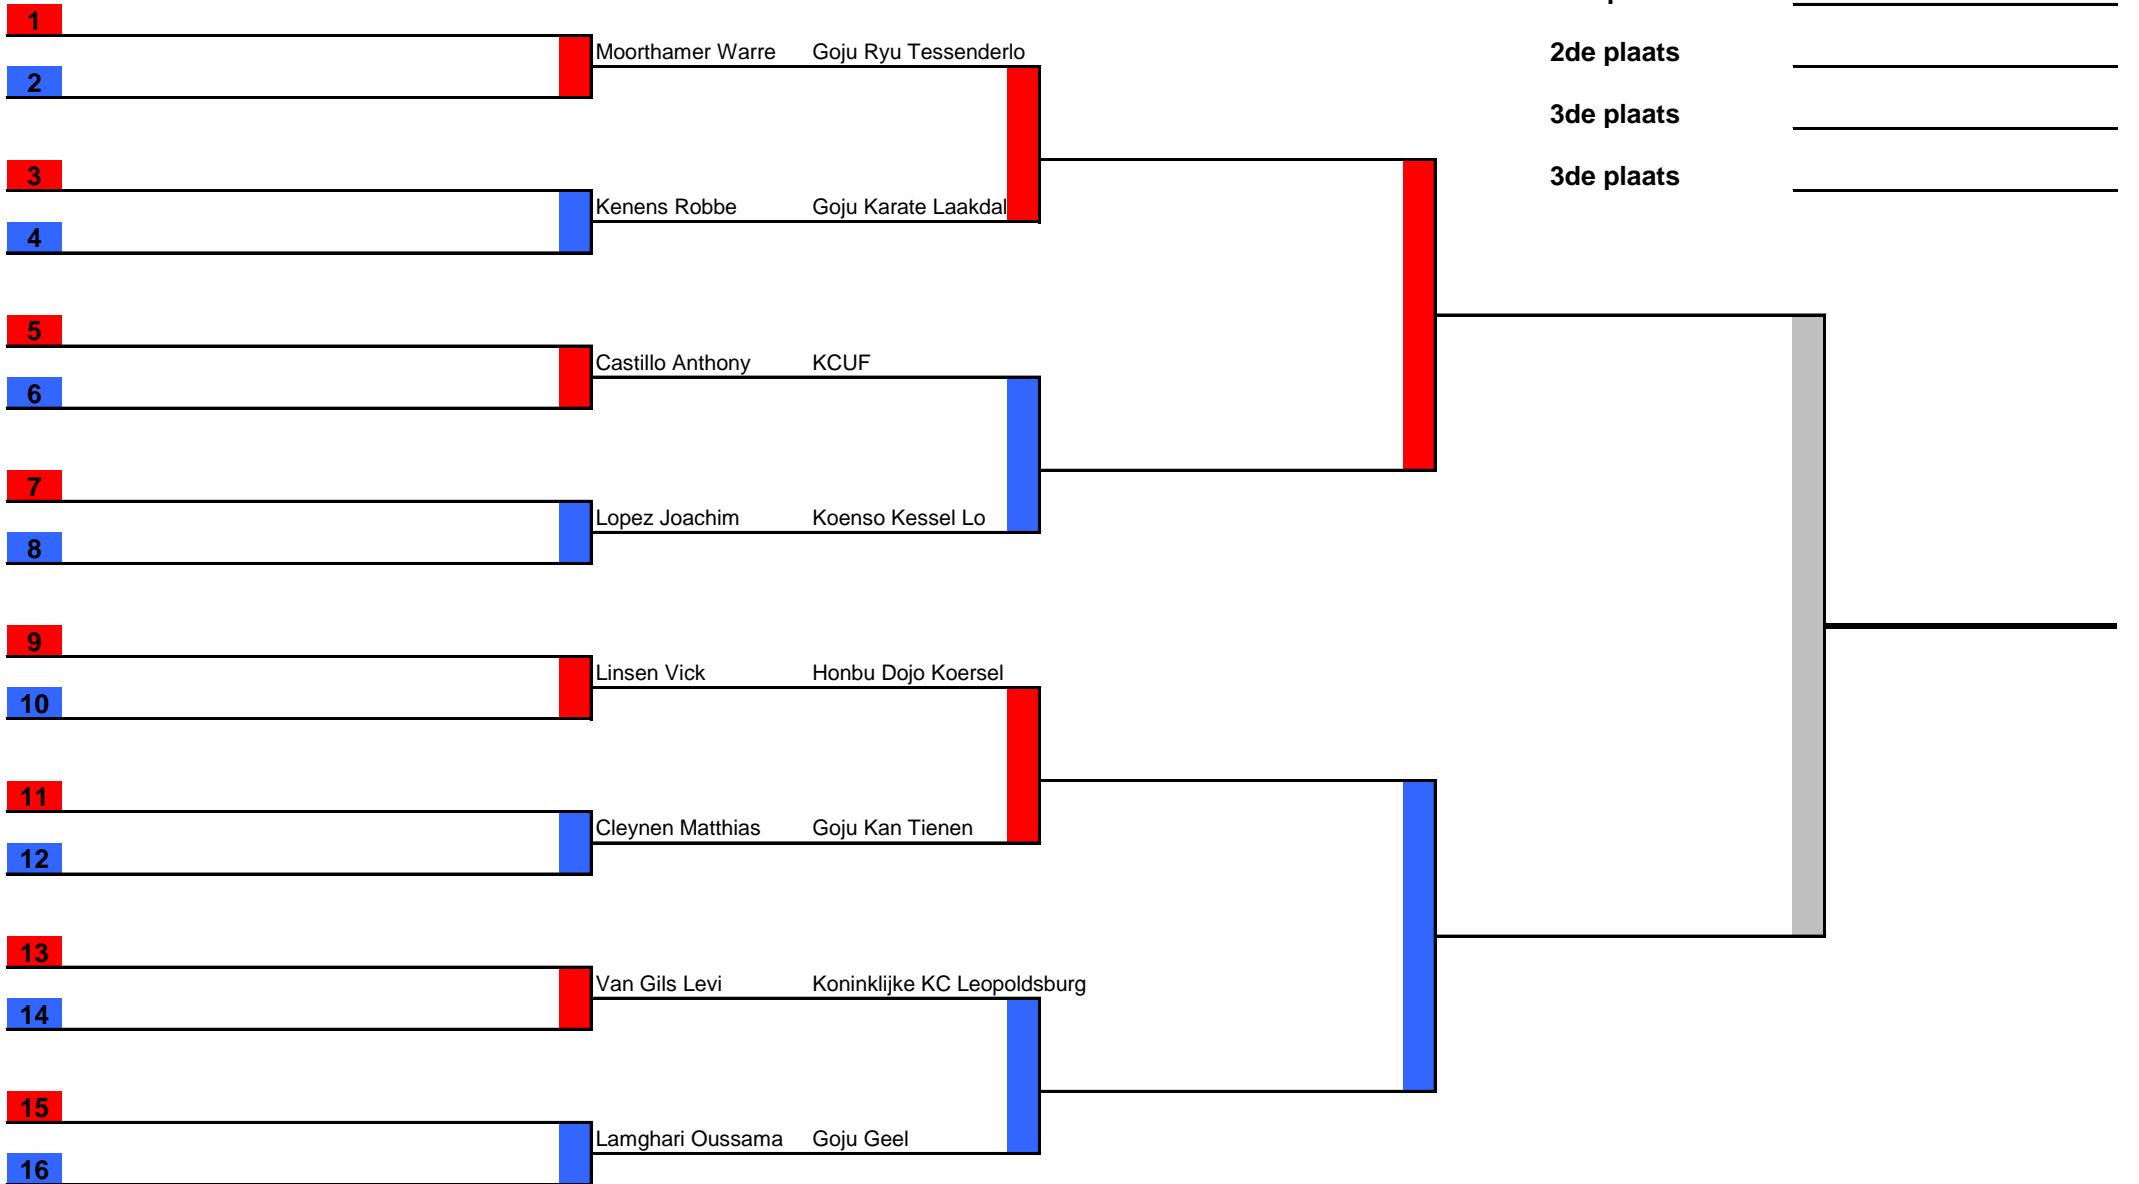 1
Moorthamer Warre Goju Ryu Tessenderlo
2de plaats
2
3de plaats
3
3de plaats
Kenens Robbe Goju Karate Laakdal
4
5
Castillo Anthony KCUF
6
7
Lopez Joachim Koenso Kessel Lo
8
9
Linsen Vick Honbu Dojo Koersel
10
11
Cleynen Matthias Goju Kan Tienen
12
13
Van Gils Levi Koninklijke KC Leopoldsburg
14
15
Lamghari Oussama Goju Geel
16